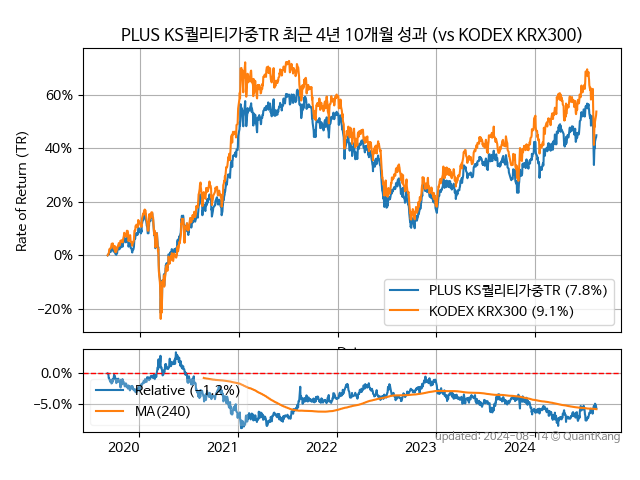 PLUS KS퀄리티가중TR 최근 4년 10개월 성과 (vs KODEX KRX300)
Rate of Return (TR)
60%
40%
20%
0%
−20%
PLUS KS퀄리티가중TR (7.8%)
KODEX KRX300 (9.1%)
0.0%
−5.0%
Relative (−1.2%)
MA(240)
2020 2021 2022 2023 2024
updated: 2024-08-14 © QuantKang